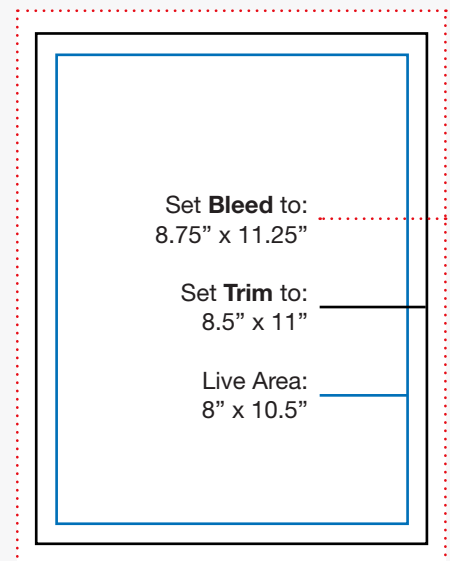 Set Bleed to:
8.75” x 11.25”
Set Trim to:
8.5” x 11”
Live Area:
8” x 10.5”